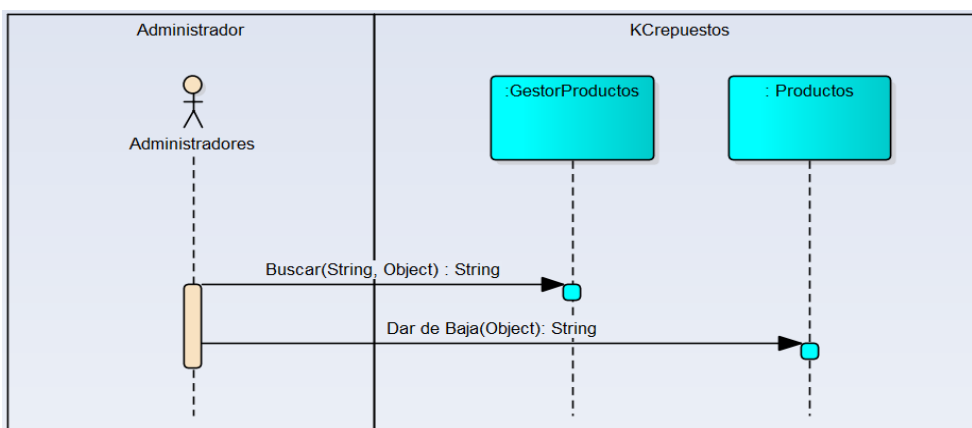 Administrador
KCrepuestos
:GestorProductos
: Productos
Administradores
Buscar(String, Object) : String
Dar de Baja(Object): String